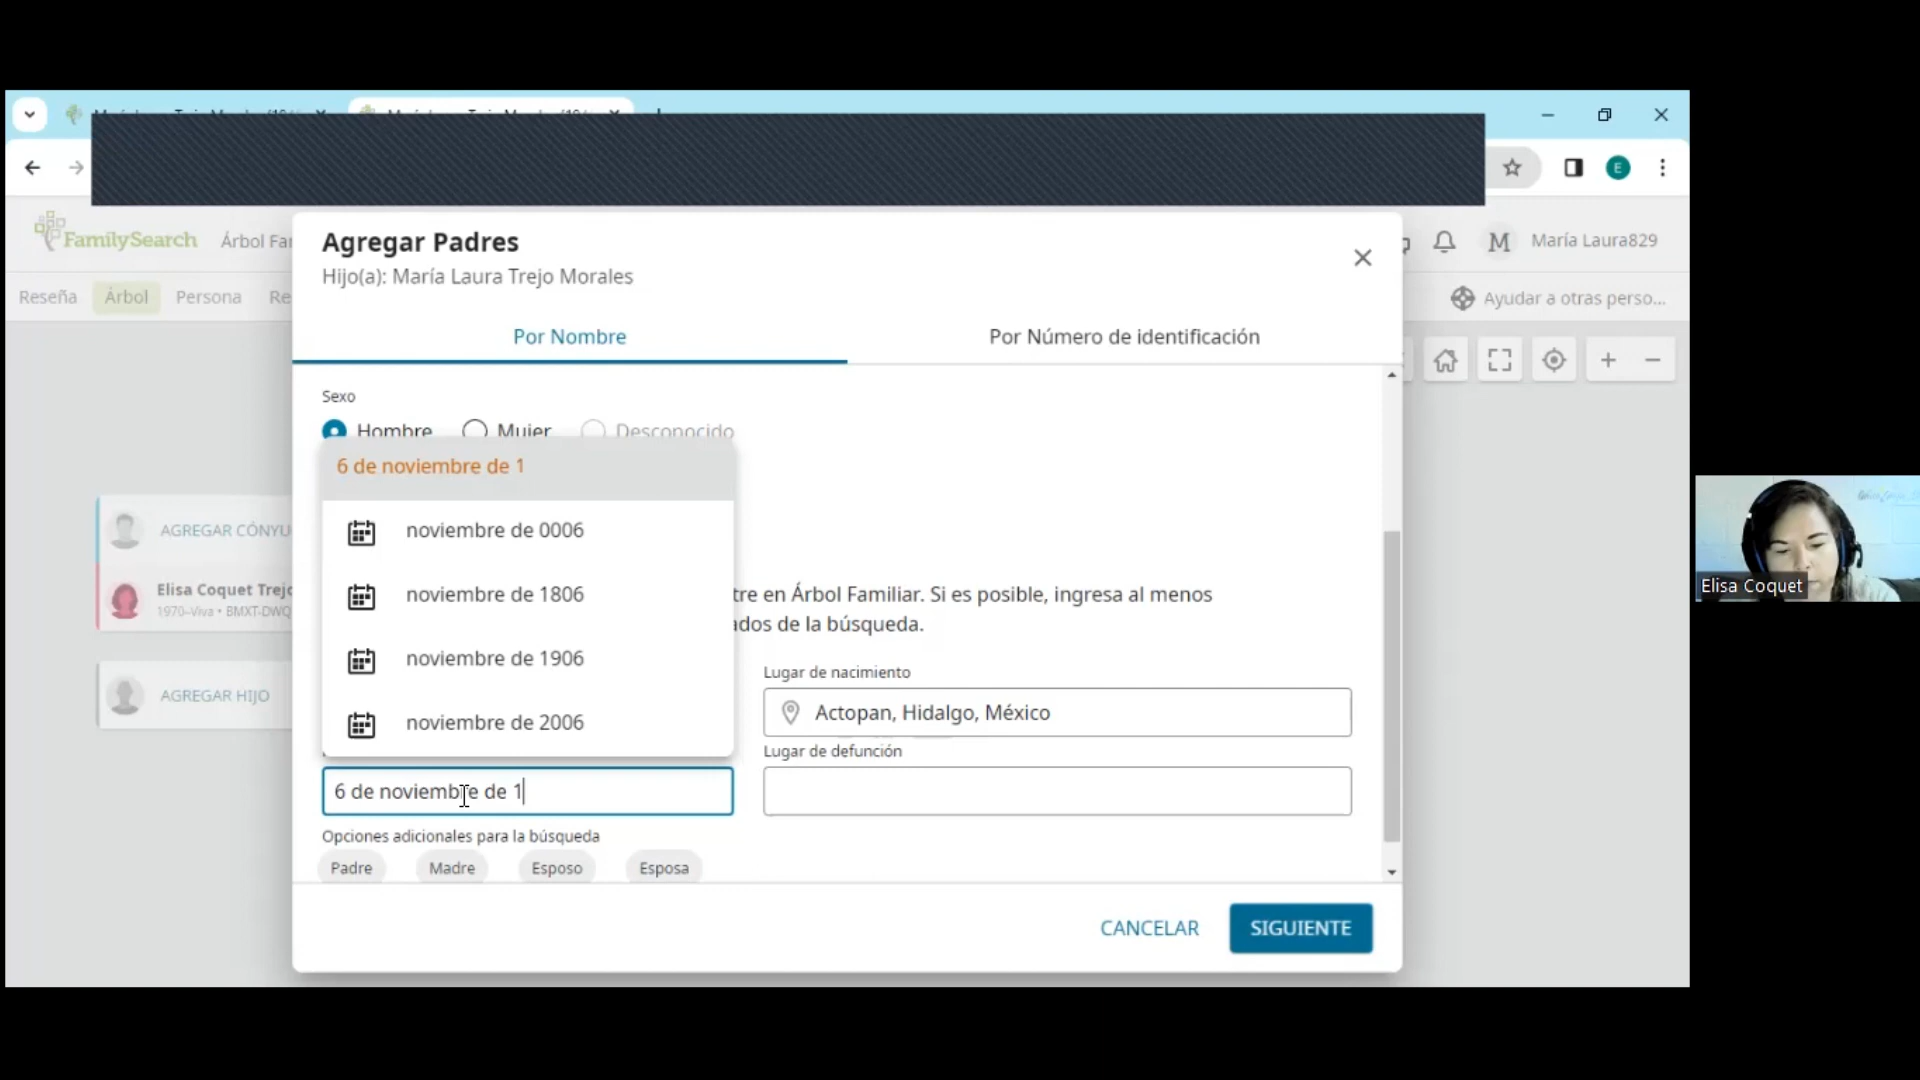 E
FamilySearch
Árbol Fa
M
María Laura829
Reseña
Árbol
Persona
Re
Ayudar a otras perso...
Agregar Padres
Hijo(a): María Laura Trejo Morales
Por Nombre
Por Número de identificación
Sexo
Hombre
Mujer
Desconocido
6 de noviembre de 1
noviembre de 0006
noviembre de 1806
noviembre de 1906
noviembre de 2006
AGREGAR CÓNYU
Elisa Coquet Trejo
1970–Viva • BMXT-DWQ
AGREGAR HIJO
tre en Árbol Familiar. Si es posible, ingresa al menos
ados de la búsqueda.
Lugar de nacimiento
Actopan, Hidalgo, México
Lugar de defunción
6 de noviembre de 1
Opciones adicionales para la búsqueda
Padre
Madre
Esposo
Esposa
CANCELAR
SIGUIENTE
Elisa Coquet